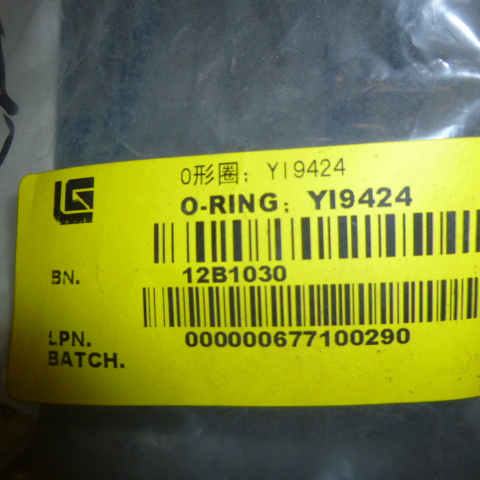 O形圈: YI9424
O-RING; YI9424
BN. 12B1030
LPN. 000000677100290
BATCH.